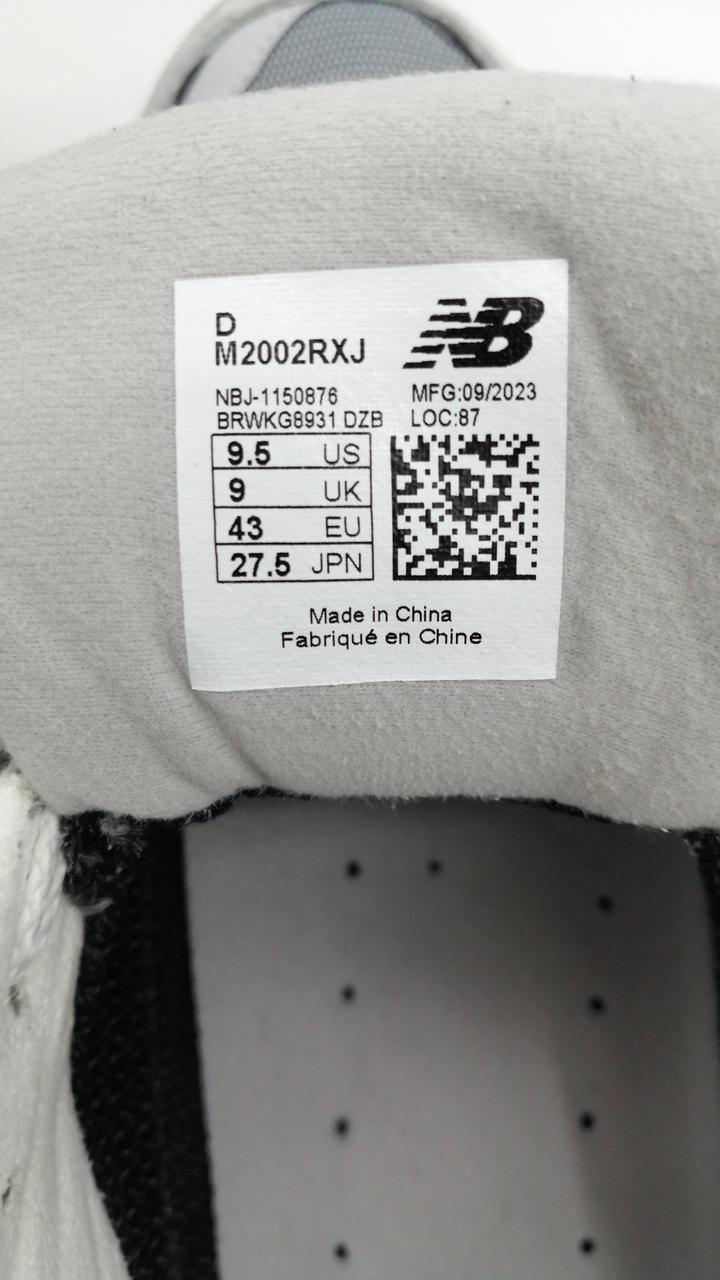 D
M2002RXJ
NB
NBJ-1150876
MFG:09/2023
BRWKG8931 DZB
LOC:87
9.5 US
9 UK
43 EU
27.5 JPN
Made in China
Fabriqué en Chine